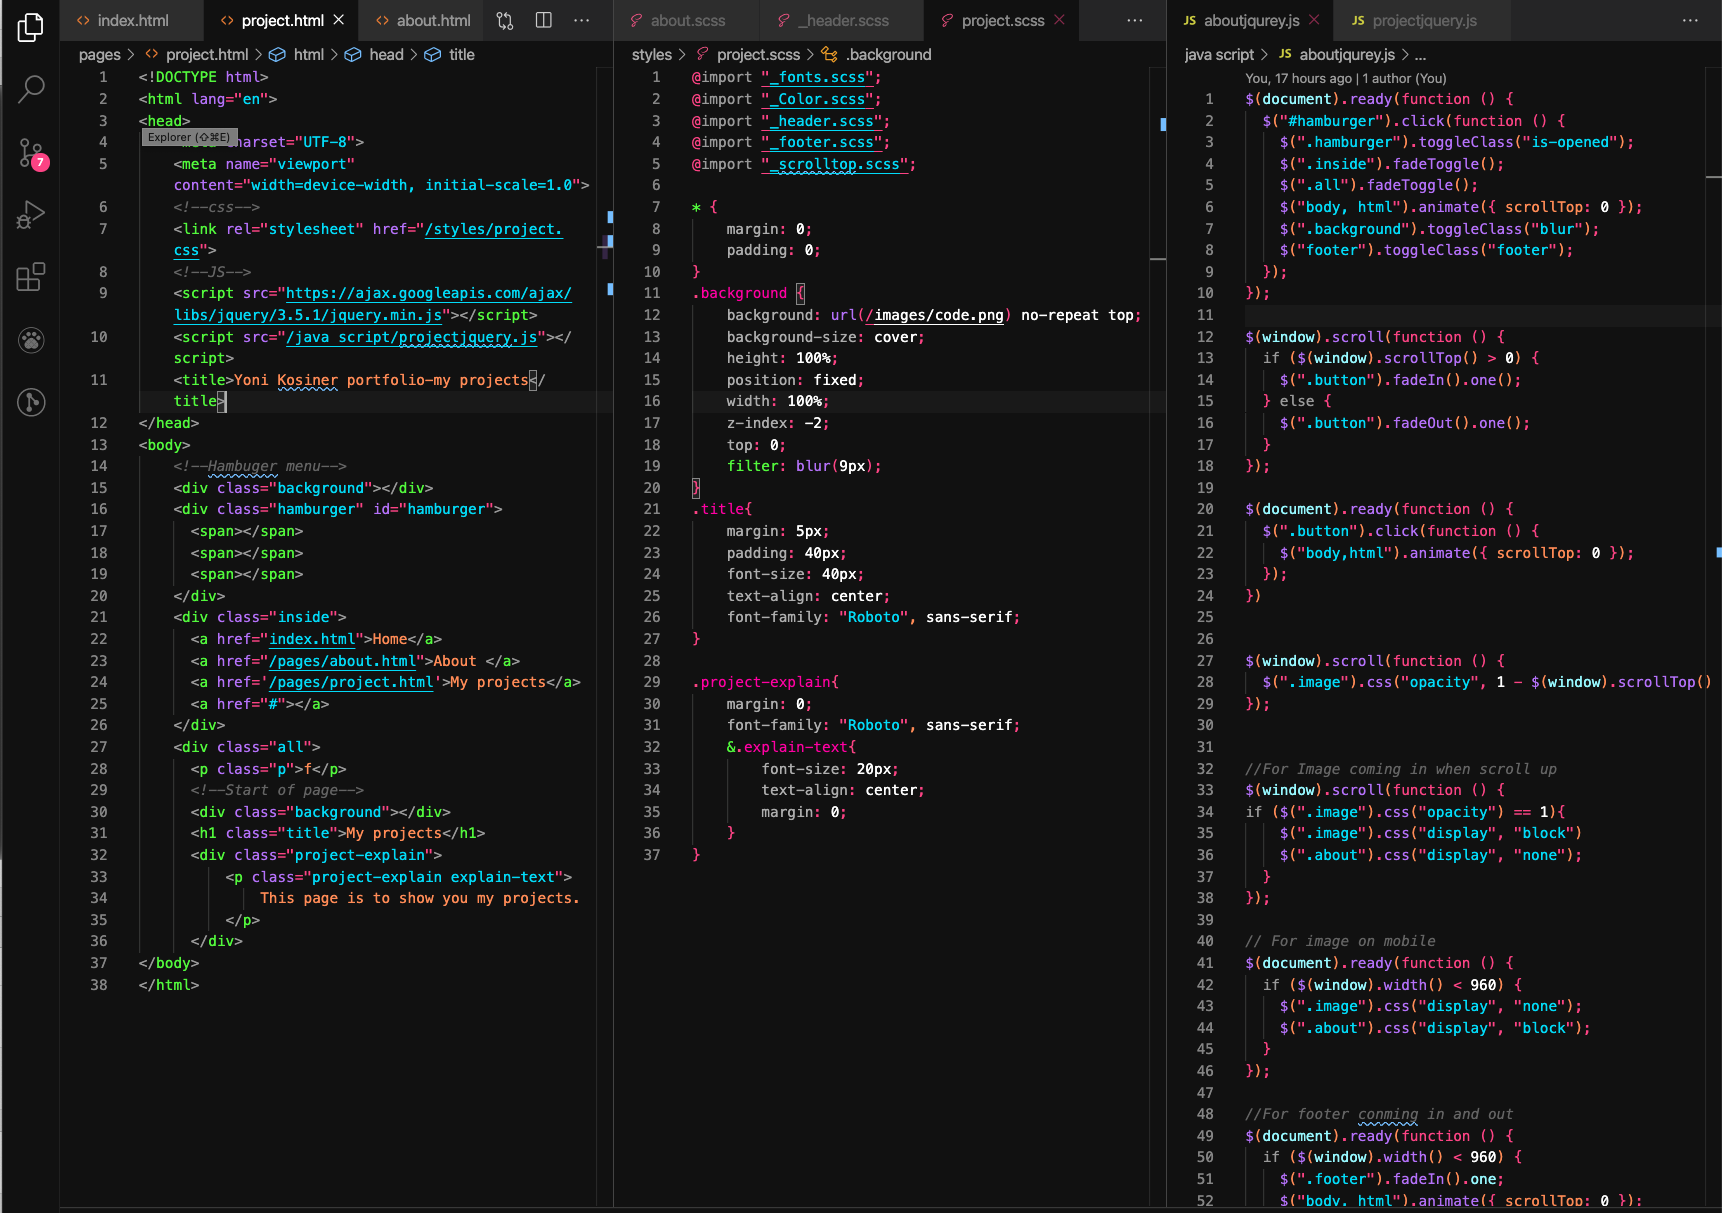 index.html
project.html
about.html
pages > project.html > html > head > title
1 <!DOCTYPE html>
2 <html lang="en">
3 <head>
Explorer (⇧⌘E)
4 harset="UTF-8">
5 <meta name="viewport"
content="width=device-width, initial-scale=1.0">
6 <!--css-->
7 <link rel="stylesheet" href="/styles/project.
css">
8 <!--JS-->
9 <script src="https://ajax.googleapis.com/ajax/
libs/jquery/3.5.1/jquery.min.js"></script>
10 <script src="/java script/projectjquery.js"></
script>
11 <title>Yoni Kosiner portfolio-my projects</
title>
12 </head>
13 <body>
14 <!--Hambuger menu-->
15 <div class="background"></div>
16 <div class="hamburger" id="hamburger">
17 <span></span>
18 <span></span>
19 <span></span>
20 </div>
21 <div class="inside">
22 <a href="index.html">Home</a>
23 <a href="/pages/about.html">About </a>
24 <a href='/pages/project.html'>My projects</a>
25 <a href="#"></a>
26 </div>
27 <div class="all">
28 <p class="p">f</p>
29 <!--Start of page-->
30 <div class="background"></div>
31 <h1 class="title">My projects</h1>
32 <div class="project-explain">
33 <p class="project-explain explain-text">
34 This page is to show you my projects.
35 </p>
36 </div>
37 </body>
38 </html>
7
about.scss
_header.scss
project.scss
styles > project.scss > .background
1 @import "_fonts.scss";
2 @import "_Color.scss";
3 @import "_header.scss";
4 @import "_footer.scss";
5 @import "_scrolltop.scss";
6
7 * {
8 margin: 0;
9 padding: 0;
10 }
11 .background {
12 background: url(/images/code.png) no-repeat top;
13 background-size: cover;
14 height: 100%;
15 position: fixed;
16 width: 100%;
17 z-index: -2;
18 top: 0;
19 filter: blur(9px);
20 }
21 .title{
22 margin: 5px;
23 padding: 40px;
24 font-size: 40px;
25 text-align: center;
26 font-family: "Roboto", sans-serif;
27 }
28
29 .project-explain{
30 margin: 0;
31 font-family: "Roboto", sans-serif;
32 &.explain-text{
33 font-size: 20px;
34 text-align: center;
35 margin: 0;
36 }
37 }
JS aboutjqurey.js
JS projectjquery.js
java script > JS aboutjqurey.js > ...
You, 17 hours ago | 1 author (You)
1 $(document).ready(function () {
2 $("#hamburger").click(function () {
3 $(".hamburger").toggleClass("is-opened");
4 $(".inside").fadeToggle();
5 $(".all").fadeToggle();
6 $("body, html").animate({ scrollTop: 0 });
7 $(".background").toggleClass("blur");
8 $("footer").toggleClass("footer");
9 });
10 });
11
12 $(window).scroll(function () {
13 if ($(window).scrollTop() > 0) {
14 $(".button").fadeIn().one();
15 } else {
16 $(".button").fadeOut().one();
17 }
18 });
19
20 $(document).ready(function () {
21 $(".button").click(function () {
22 $("body,html").animate({ scrollTop: 0 });
23 });
24 })
25
26
27 $(window).scroll(function () {
28 $(".image").css("opacity", 1 - $(window).scrollTop()
29 });
30
31
32 //For Image coming in when scroll up
33 $(window).scroll(function () {
34 if ($(".image").css("opacity") == 1){
35 $(".image").css("display", "block")
36 $(".about").css("display", "none");
37 }
38 });
39
40 // For image on mobile
41 $(document).ready(function () {
42 if ($(window).width() < 960) {
43 $(".image").css("display", "none");
44 $(".about").css("display", "block");
45 }
46 });
47
48 //For footer conming in and out
49 $(document).ready(function () {
50 if ($(window).width() < 960) {
51 $(".footer").fadeIn().one;
52 $("body, html").animate({ scrollTop: 0 });